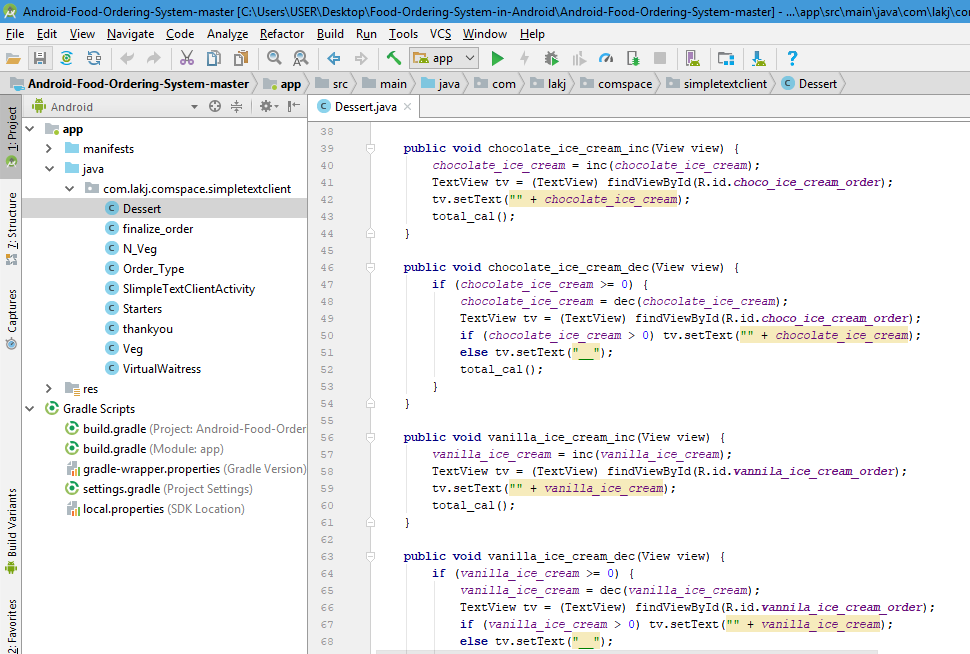 Android-Food-Ordering-System-master [C:\Users\USER\Desktop\Food-Ordering-System-in-Android\Android-Food-Ordering-System-master] - ...\app\src\main\java\com\lakj\co
File Edit View Navigate Code Analyze Refactor Build Run Tools VCS Window Help
app
Android-Food-Ordering-System-master app src main java com lakj comspace simpletextclient Dessert
1: Project
7: Structure
Captures
Build Variants
2: Favorites
Android
app
manifests
java
com.lakj.comspace.simpletextclient
Dessert
finalize_order
N_Veg
Order_Type
SlimpleTextClientActivity
Starters
thankyou
Veg
VirtualWaitress
res
Gradle Scripts
build.gradle (Project: Android-Food-Order
build.gradle (Module: app)
gradle-wrapper.properties (Gradle Version)
settings.gradle (Project Settings)
local.properties (SDK Location)
Dessert.java
38
39 public void chocolate_ice_cream_inc(View view) {
40 chocolate_ice_cream = inc(chocolate_ice_cream);
41 TextView tv = (TextView) findViewById(R.id.choco_ice_cream_order);
42 tv.setText("" + chocolate_ice_cream);
43 total_cal();
44 }
45
46 public void chocolate_ice_cream_dec(View view) {
47 if (chocolate_ice_cream >= 0) {
48 chocolate_ice_cream = dec(chocolate_ice_cream);
49 TextView tv = (TextView) findViewById(R.id.choco_ice_cream_order);
50 if (chocolate_ice_cream > 0) tv.setText("" + chocolate_ice_cream);
51 else tv.setText("__");
52 total_cal();
53 }
54 }
55
56 public void vanilla_ice_cream_inc(View view) {
57 vanilla_ice_cream = inc(vanilla_ice_cream);
58 TextView tv = (TextView) findViewById(R.id.vannila_ice_cream_order);
59 tv.setText("" + vanilla_ice_cream);
60 total_cal();
61 }
62
63 public void vanilla_ice_cream_dec(View view) {
64 if (vanilla_ice_cream >= 0) {
65 vanilla_ice_cream = dec(vanilla_ice_cream);
66 TextView tv = (TextView) findViewById(R.id.vannila_ice_cream_order);
67 if (vanilla_ice_cream > 0) tv.setText("" + vanilla_ice_cream);
68 else tv.setText("__");